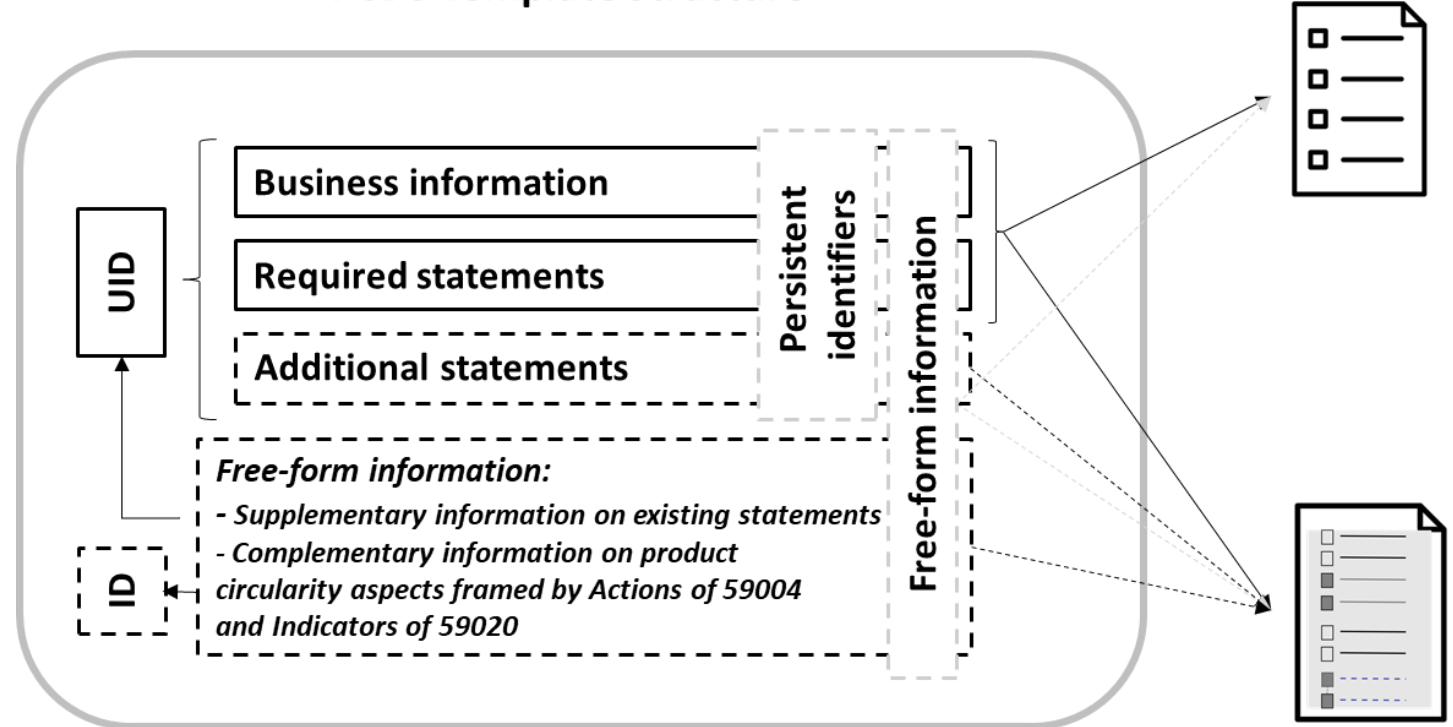 Business information
Required statements
Additional statements
UID
ID
Persistent
identifiers
Free-form information
Free-form information:
- Supplementary information on existing statements
- Complementary information on product
circularity aspects framed by Actions of 59004
and Indicators of 59020